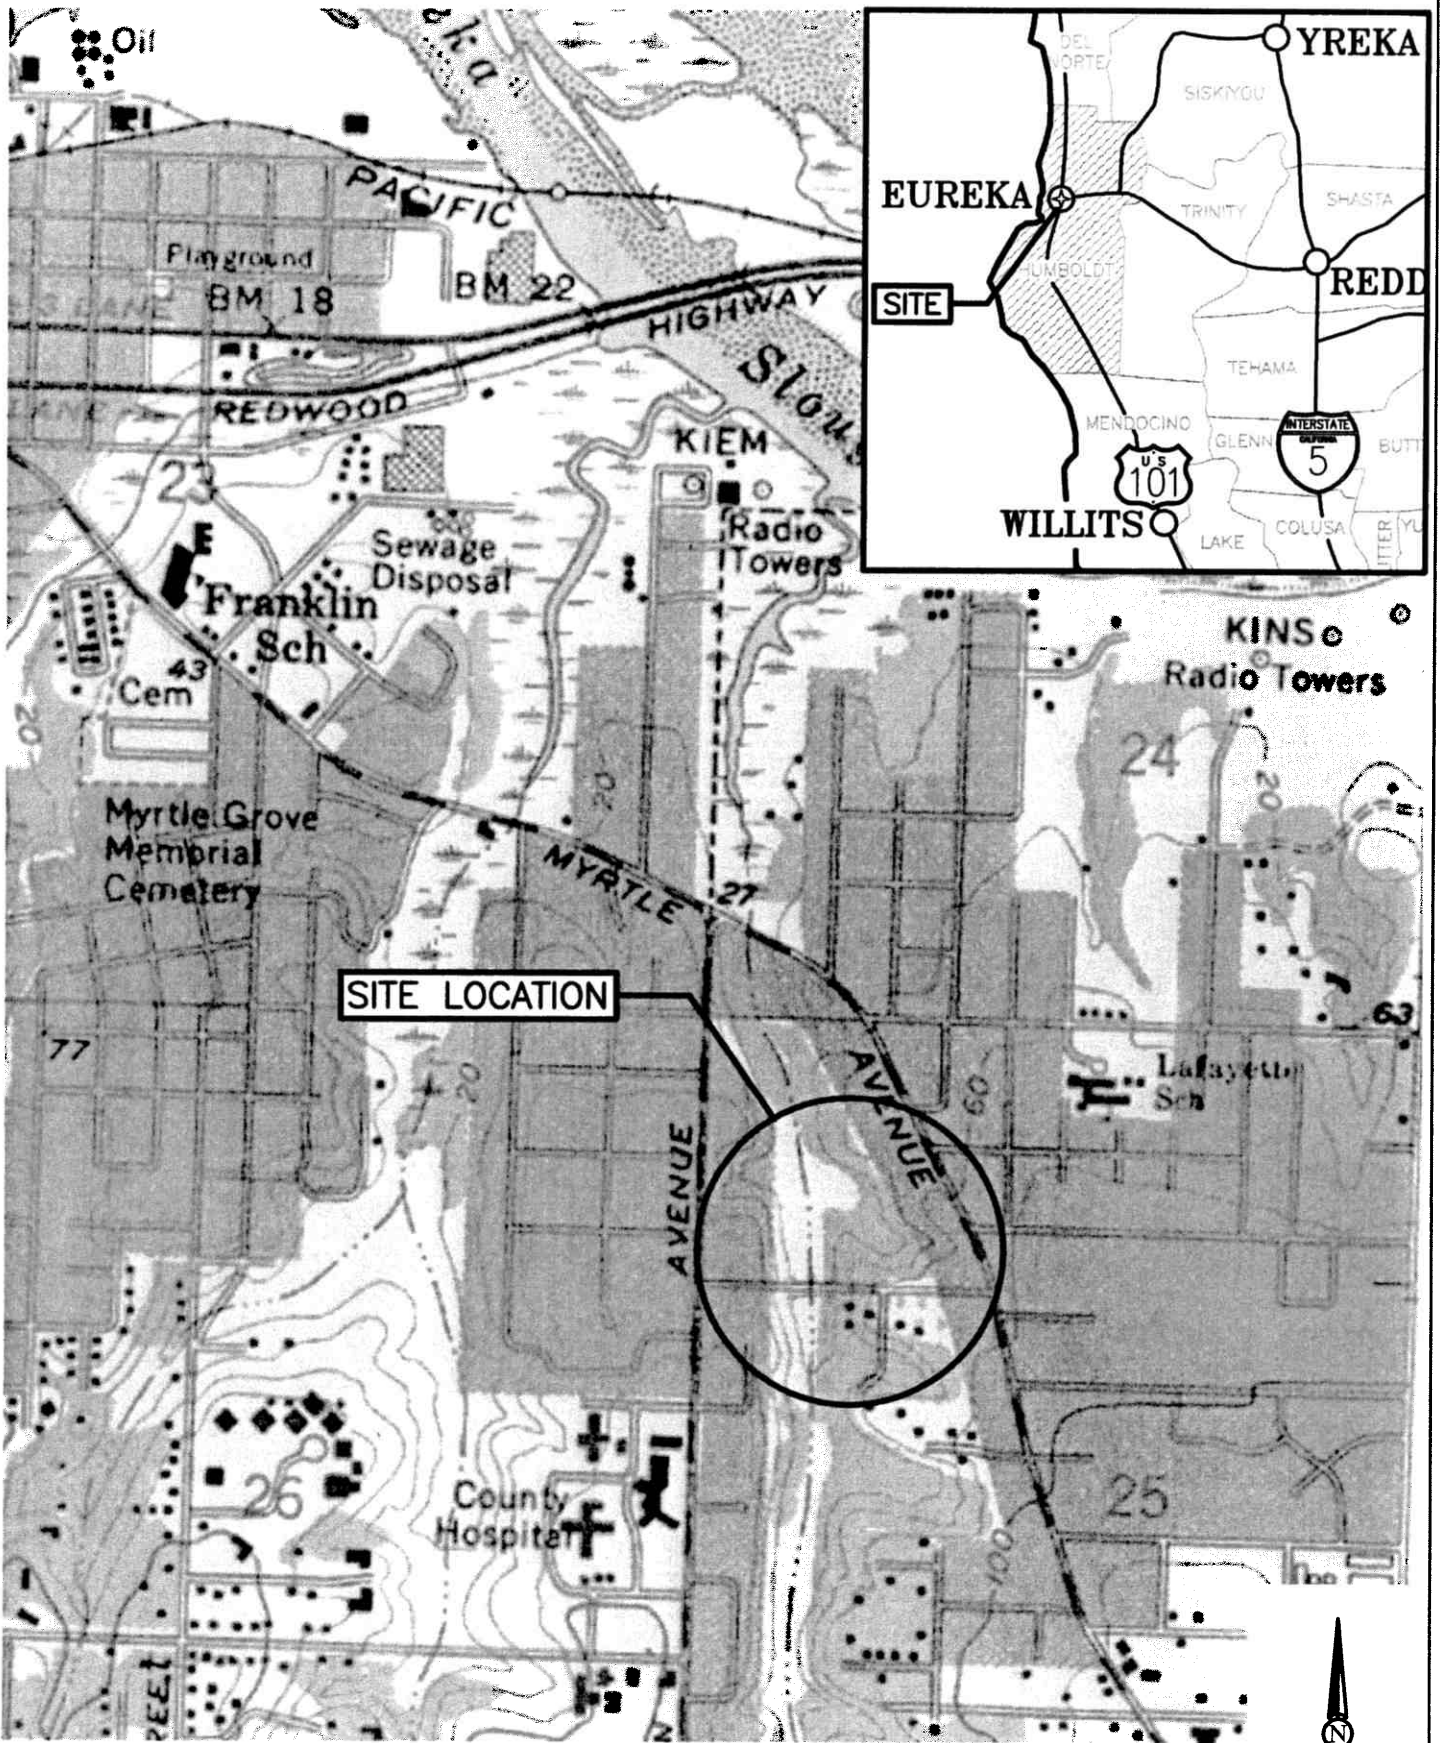 Oil
PACIFIC
Playground
BM 18
BM 22
HIGHWAY
REDWOOD
Slou
KIEM
23
Radio
Towers
Sewage
Disposal
Franklin
Sch
43
Cem
20
20
Myrtle Grove
Memorial
Cemetery
MYRTLE
27
KINS
Radio Towers
24
20
SITE LOCATION
77
20
AVENUE
AVENUE
60
63
Lafayette
Sch
26
County
Hospital
25
100
N
YREKA
DEL
NORTE
SISKIYOU
EUREKA
TRINITY
SHASTA
HUMBOLDT
REDD
SITE
TEHAMA
MENDOCINO
GLENN
INTERSTATE
CALIFORNIA
5
BUTT
U S
101
WILLITS
LAKE
COLUSA
UTTER
YU